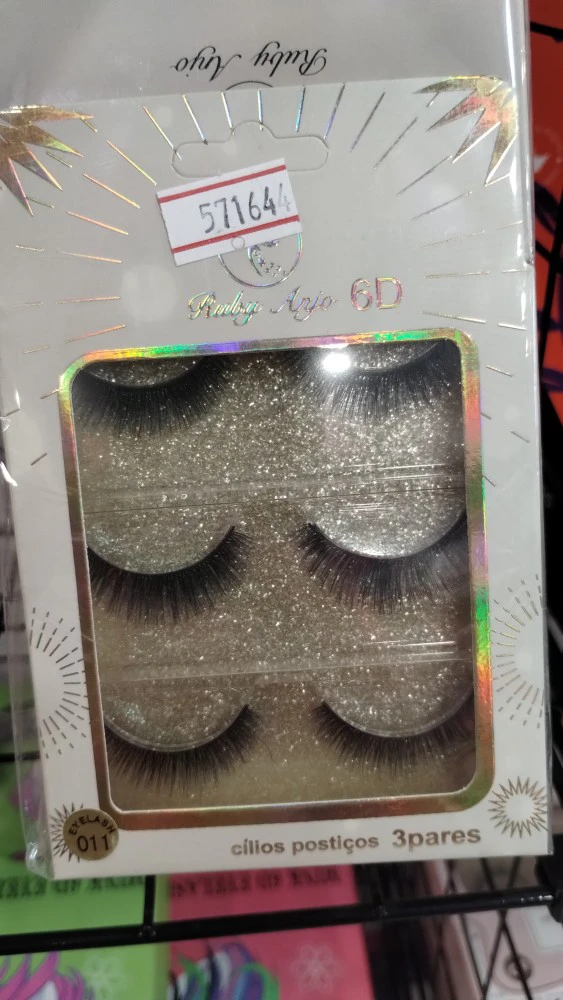 Ruby Anjo
571644
Ruby Anjo 6D
EYELASH
011
cílios postiços 3pares